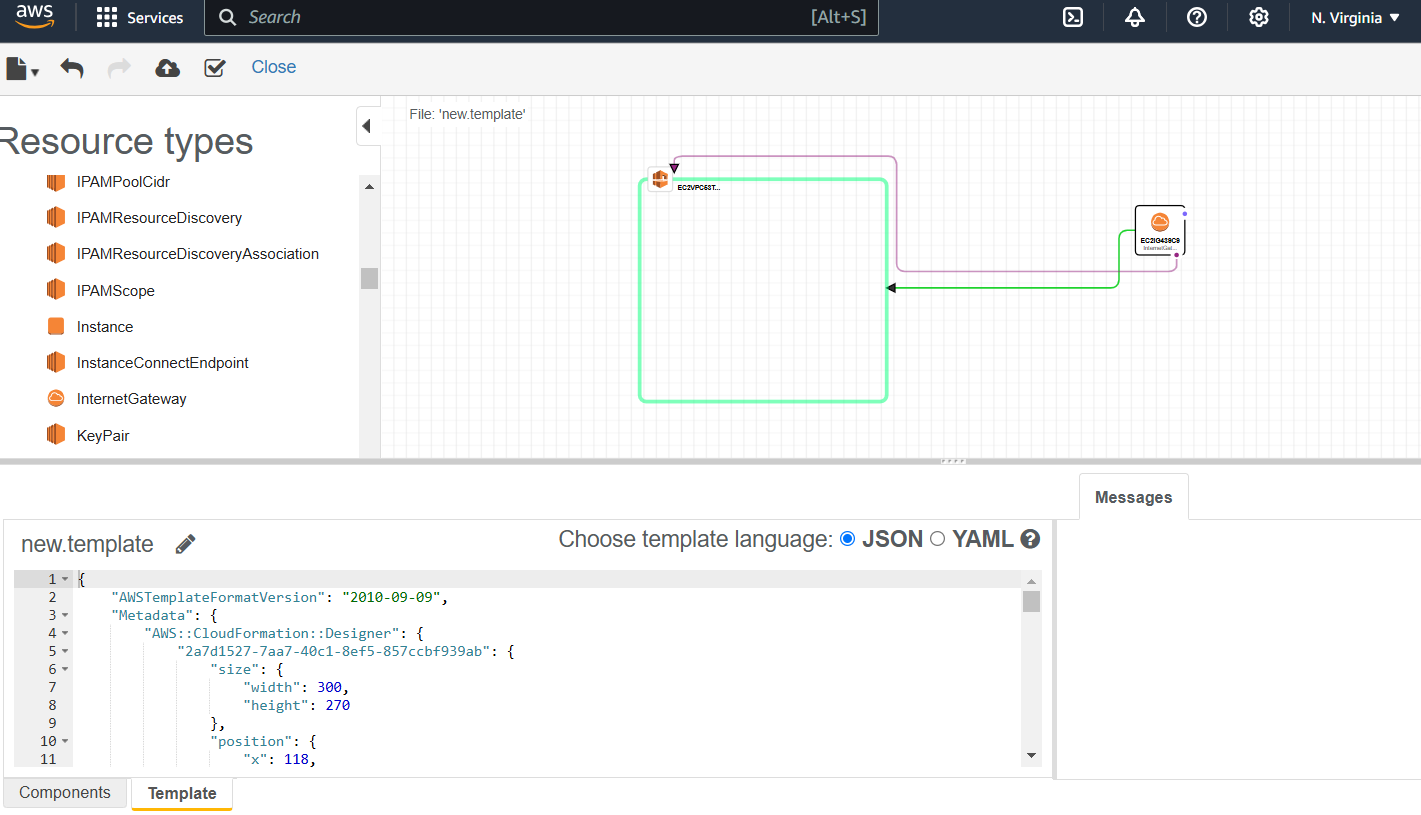 aws
Services
Search
[Alt+S]
N. Virginia
Close
File: 'new.template'
Resource types
IPAMPoolCidr
IPAMResourceDiscovery
IPAMResourceDiscoveryAssociation
IPAMScope
Instance
InstanceConnectEndpoint
InternetGateway
KeyPair
EC2VPC5ST...
EC2IG439C9
InternetGat...
Messages
new.template
Choose template language: JSON YAML
1 {
2 "AWSTemplateFormatVersion": "2010-09-09",
3 "Metadata": {
4 "AWS::CloudFormation::Designer": {
5 "2a7d1527-7aa7-40c1-8ef5-857ccbf939ab": {
6 "size": {
7 "width": 300,
8 "height": 270
9 },
10 "position": {
11 "x": 118,
Components
Template